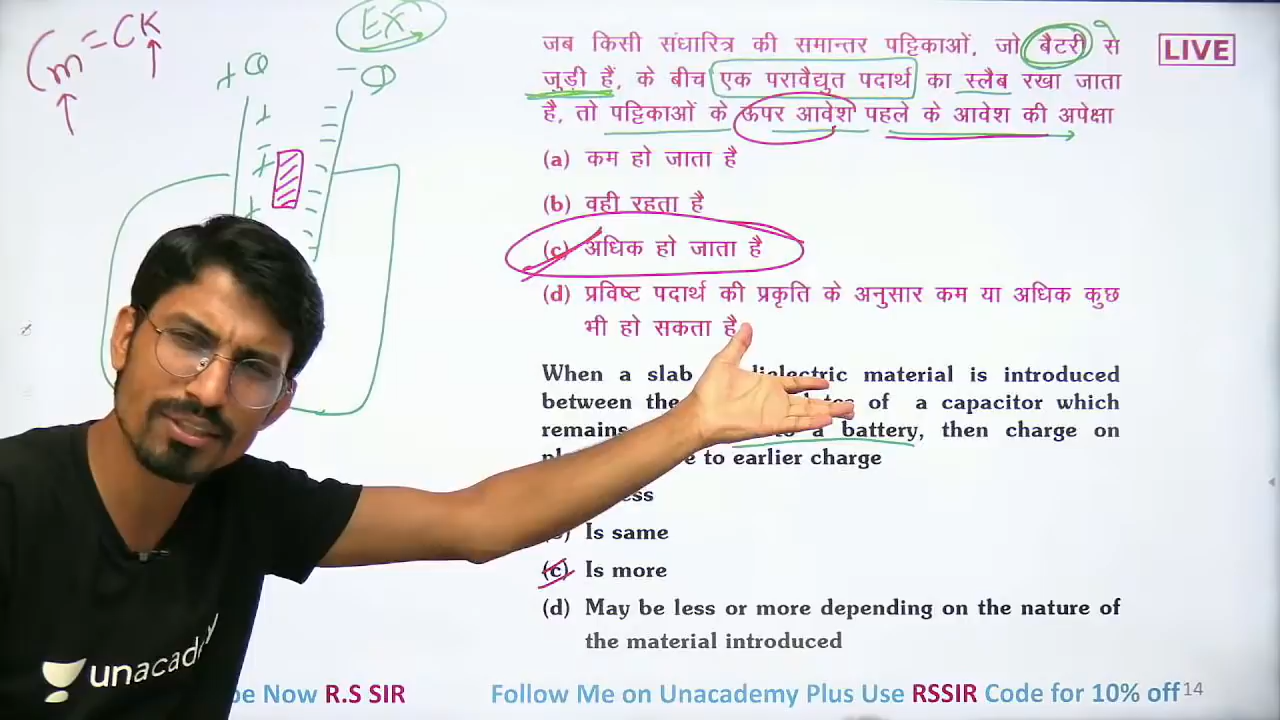 Cm = CK
EX
+Q
-Q
LIVE
जब किसी संधारित्र की समान्तर पट्टिकाओं, जो बैटरी से
जुड़ी हैं, के बीच एक परावैद्युत पदार्थ का स्लैब रखा जाता
है, तो पट्टिकाओं के ऊपर आवेश पहले के आवेश की अपेक्षा
(a) कम हो जाता है
(b) वही रहता है
(c) अधिक हो जाता है
(d) प्रविष्ट पदार्थ की प्रकृति के अनुसार कम या अधिक कुछ
भी हो सकता है
When a slab dielectric material is introduced
between the of a capacitor which
remains to a battery, then charge on
to earlier charge
(b) Is same
(c) Is more
(d) May be less or more depending on the nature of
the material introduced
unacademy
Now R.S SIR
Follow Me on Unacademy Plus Use RSSIR Code for 10% off
14